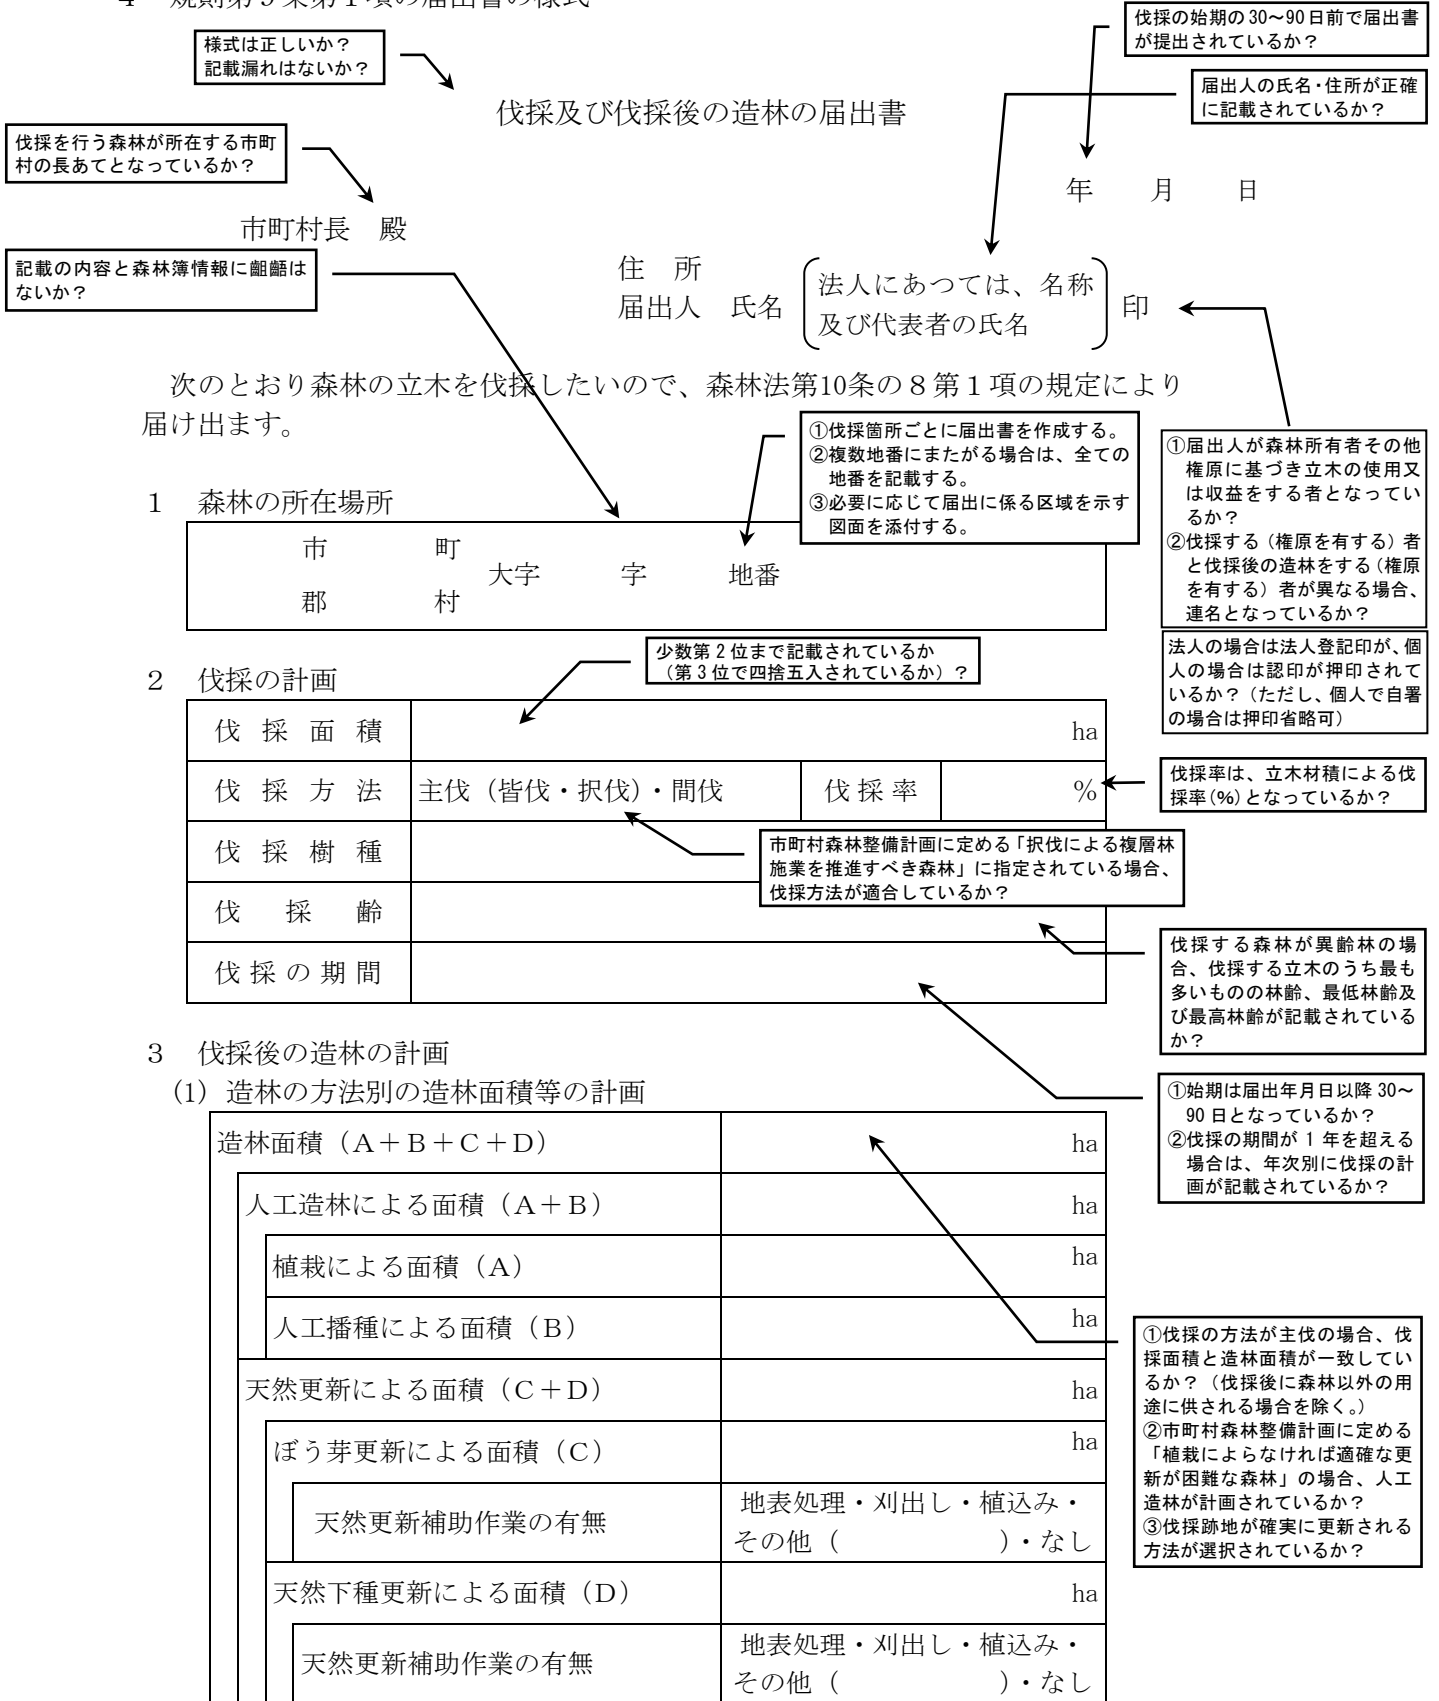 ４　規則第９条第１項の届出書の様式
伐採の始期の30～90日前で届出書
が提出されているか？
様式は正しいか？
記載漏れはないか？
届出人の氏名・住所が正確
に記載されているか？
伐採及び伐採後の造林の届出書
伐採を行う森林が所在する市町
村の長あてとなっているか？
年　　月　　日
市町村長　殿
記載の内容と森林簿情報に齟齬は
ないか？
住　所
届出人　氏名
法人にあつては、名称
及び代表者の氏名
印
次のとおり森林の立木を伐採したいので、森林法第10条の８第１項の規定により
届け出ます。
①伐採箇所ごとに届出書を作成する。
②複数地番にまたがる場合は、全ての
地番を記載する。
③必要に応じて届出に係る区域を示す
図面を添付する。
①届出人が森林所有者その他
権原に基づき立木の使用又
は収益をする者となってい
るか？
②伐採する（権原を有する）者
と伐採後の造林をする（権原
を有する）者が異なる場合、
連名となっているか？
法人の場合は法人登記印が、個
人の場合は認印が押印されて
いるか？（ただし、個人で自署
の場合は押印省略可）
１　森林の所在場所
市　　　町
大字　　　字　　　地番
郡　　　村
少数第２位まで記載されているか
（第３位で四捨五入されているか）？
２　伐採の計画
伐採面積　ha
伐採方法　主伐（皆伐・択伐）・間伐　伐採率　％
伐採率は、立木材積による伐
採率(%)となっているか？
伐採樹種
市町村森林整備計画に定める「択伐による複層林
施業を推進すべき森林」に指定されている場合、
伐採方法が適合しているか？
伐採齢
伐採する森林が異齢林の場
合、伐採する立木のうち最も
多いものの林齢、最低林齢及
び最高林齢が記載されている
か？
伐採の期間
①始期は届出年月日以降30～
90日となっているか？
②伐採の期間が1年を超える
場合は、年次別に伐採の計
画が記載されているか？
３　伐採後の造林の計画
(1) 造林の方法別の造林面積等の計画
造林面積（Ａ＋Ｂ＋Ｃ＋Ｄ）　ha
人工造林による面積（Ａ＋Ｂ）　ha
植栽による面積（Ａ）　ha
人工播種による面積（Ｂ）　ha
①伐採の方法が主伐の場合、伐
採面積と造林面積が一致してい
るか？（伐採後に森林以外の用
途に供される場合を除く。）
②市町村森林整備計画に定める
「植栽によらなければ適確な更
新が困難な森林」の場合、人工
造林が計画されているか？
③伐採跡地が確実に更新される
方法が選択されているか？
天然更新による面積（Ｃ＋Ｄ）　ha
ぼう芽更新による面積（Ｃ）　ha
天然更新補助作業の有無
地表処理・刈出し・植込み・
その他（　　　　　）・なし
天然下種更新による面積（Ｄ）　ha
天然更新補助作業の有無
地表処理・刈出し・植込み・
その他（　　　　　）・なし